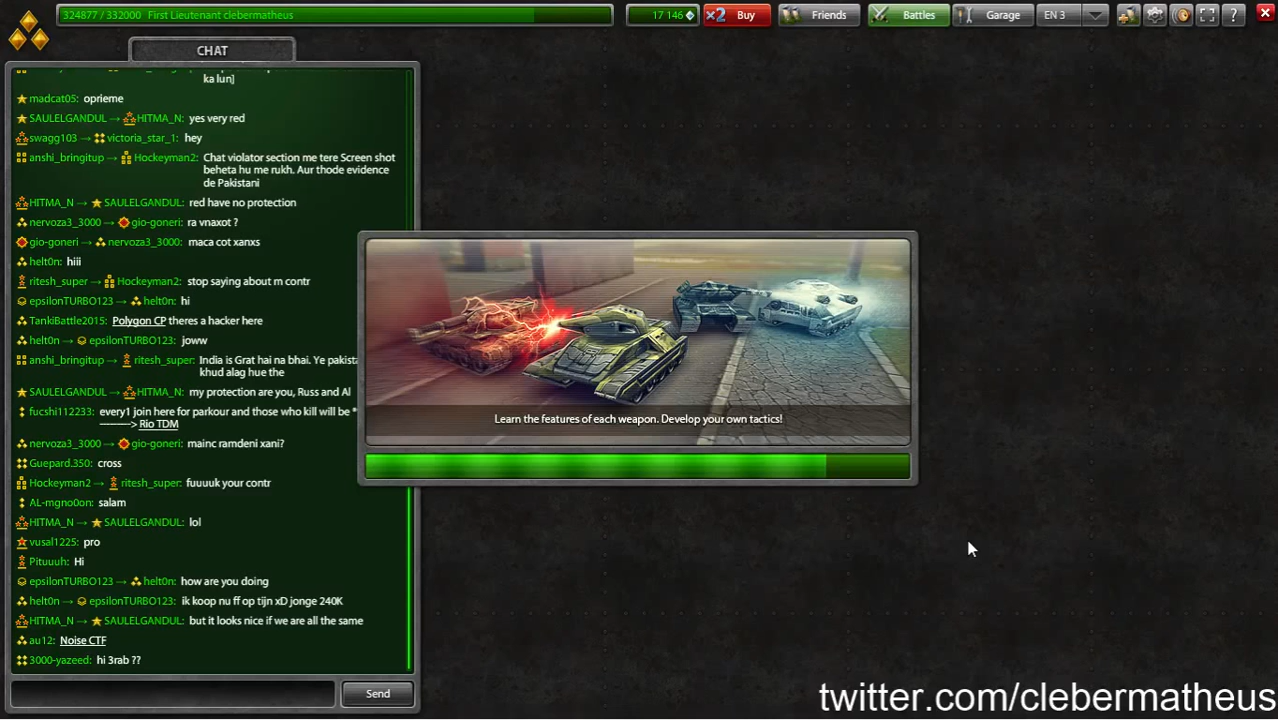 324877 / 332000 First Lieutenant clebermatheus
17 146
×2 Buy
Friends
Battles
Garage
EN 3
?
CHAT
ka lun]
madcat05: oprieme
SAULELGANDUL → HITMA_N: yes very red
swagg103 → victoria_star_1: hey
anshi_bringitup → Hockeyman2: Chat violator section me tere Screen shot
beheta hu me rukh. Aur thode evidence
de Pakistani
HITMA_N → SAULELGANDUL: red have no protection
nervoza3_3000 → gio-goneri: ra vnaxot ?
gio-goneri → nervoza3_3000: maca cot xanxs
helt0n: hiii
ritesh_super → Hockeyman2: stop saying about m contr
epsilonTURBO123 → helt0n: hi
TankiBattle2015: Polygon CP theres a hacker here
helt0n → epsilonTURBO123: joww
anshi_bringitup → ritesh_super: India is Grat hai na bhai. Ye pakista
khud alag hue the
SAULELGANDUL → HITMA_N: my protection are you, Russ and Al
fucshi112233: every1 join here for parkour and those who kill will be *
----------> Rio TDM
nervoza3_3000 → gio-goneri: mainc ramdeni xani?
Guepard.350: cross
Hockeyman2 → ritesh_super: fuuuuk your contr
AL-mgno0on: salam
HITMA_N → SAULELGANDUL: lol
vusal1225: pro
Pituuuh: Hi
epsilonTURBO123 → helt0n: how are you doing
helt0n → epsilonTURBO123: ik koop nu ff op tijn xD jonge 240K
HITMA_N → SAULELGANDUL: but it looks nice if we are all the same
au12: Noise CTF
3000-yazeed: hi 3rab ??
Send
Learn the features of each weapon. Develop your own tactics!
twitter.com/clebermatheus